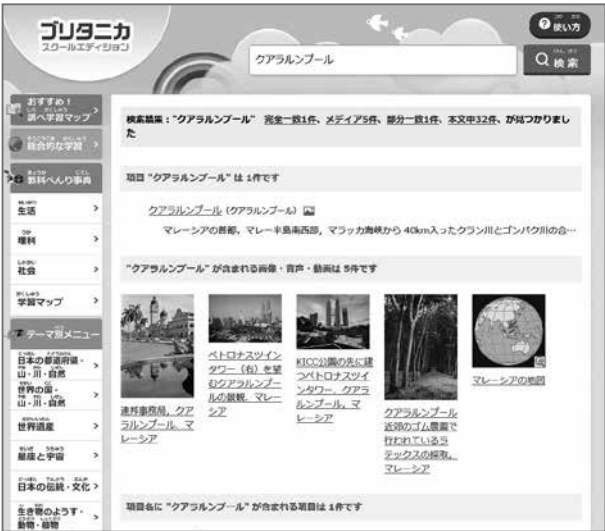 ブリタニカ
スクールエディション
使い方
クアラルンプール
検索
おすすめ!
調べ学習マップ
総合的な学習
教科べんり事典
生活
理科
社会
学習マップ
テーマ別メニュー
日本の都道府県・
山・川・自然
世界の国・
山・川・自然
世界遺産
星座と宇宙
日本の伝統・文化
生き物のようす・
動物・植物
検索結果:"クアラルンプール" 完全一致1件、メディア5件、部分一致1件、本文中32件、が見つかりまし
た
項目 "クアラルンプール" は 1件です
クアラルンプール (クアラルンプール)
マレーシアの首都、マレー半島南西部,マラッカ海峡から 40km入ったクラン川とゴンバク川の合…
"クアラルンプール" が含まれる画像・音声・動画は 5件です
連邦事務局,クア
ラルンプール、マ
レーシア
ペトロナスツイン
タワー(右)を望
むクアラルンプー
ルの景観,マレー
シア
KICC公園の先に建
つペトロナスツイ
ンタワー,クアラ
ルンプール,マ
レーシア
クアラルンプール
近郊のゴム農園で
行われているラ
テックスの採取,
マレーシア
マレーシアの地図
項目名に "クアラルンプール" が含まれる項目は 1件です